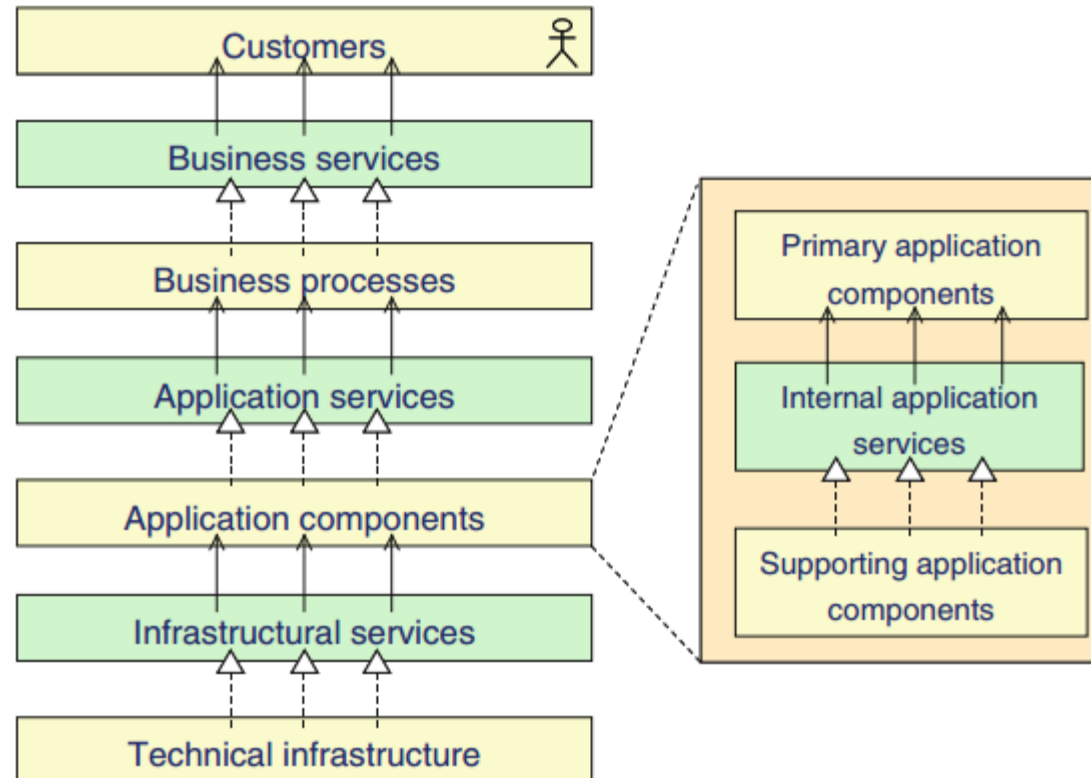 Customers
Business services
Business processes
Application services
Application components
Infrastructural services
Technical infrastructure
Primary application
components
Internal application
services
Supporting application
components